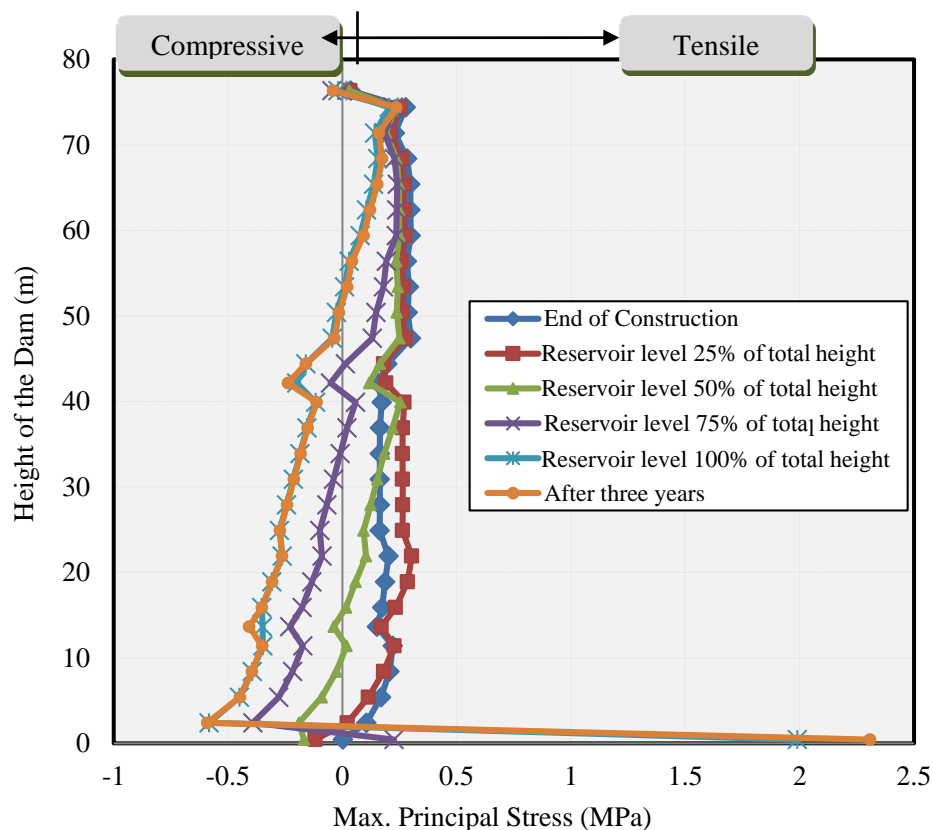 Compressive
Tensile
80
70
60
50
40
30
20
10
0
Height of the Dam (m)
End of Construction
Reservoir level 25% of total height
Reservoir level 50% of total height
Reservoir level 75% of total height
Reservoir level 100% of total height
After three years
-1 -0.5 0 0.5 1 1.5 2 2.5
Max. Principal Stress (MPa)